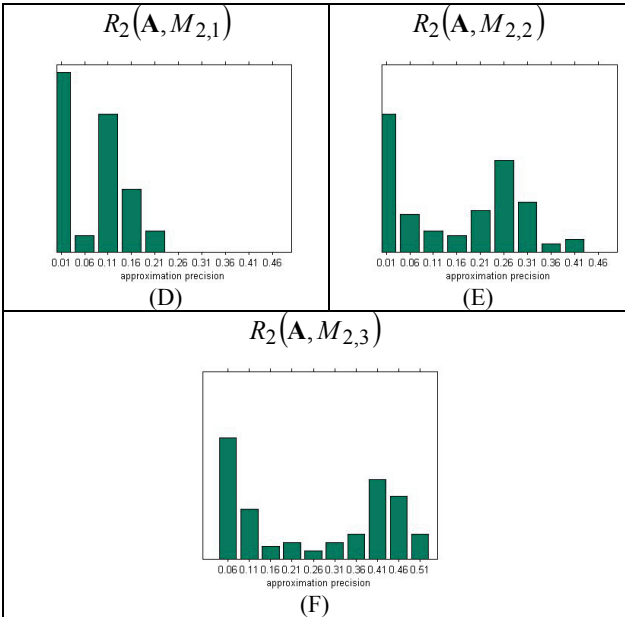 R₂(A, M₂,₁)
0.01 0.06 0.11 0.16 0.21 0.26 0.31 0.36 0.41 0.46
approximation precision
(D)
R₂(A, M₂,₂)
0.01 0.06 0.11 0.16 0.21 0.26 0.31 0.36 0.41 0.46
approximation precision
(E)
R₂(A, M₂,₃)
0.06 0.11 0.16 0.21 0.26 0.31 0.36 0.41 0.46 0.51
approximation precision
(F)